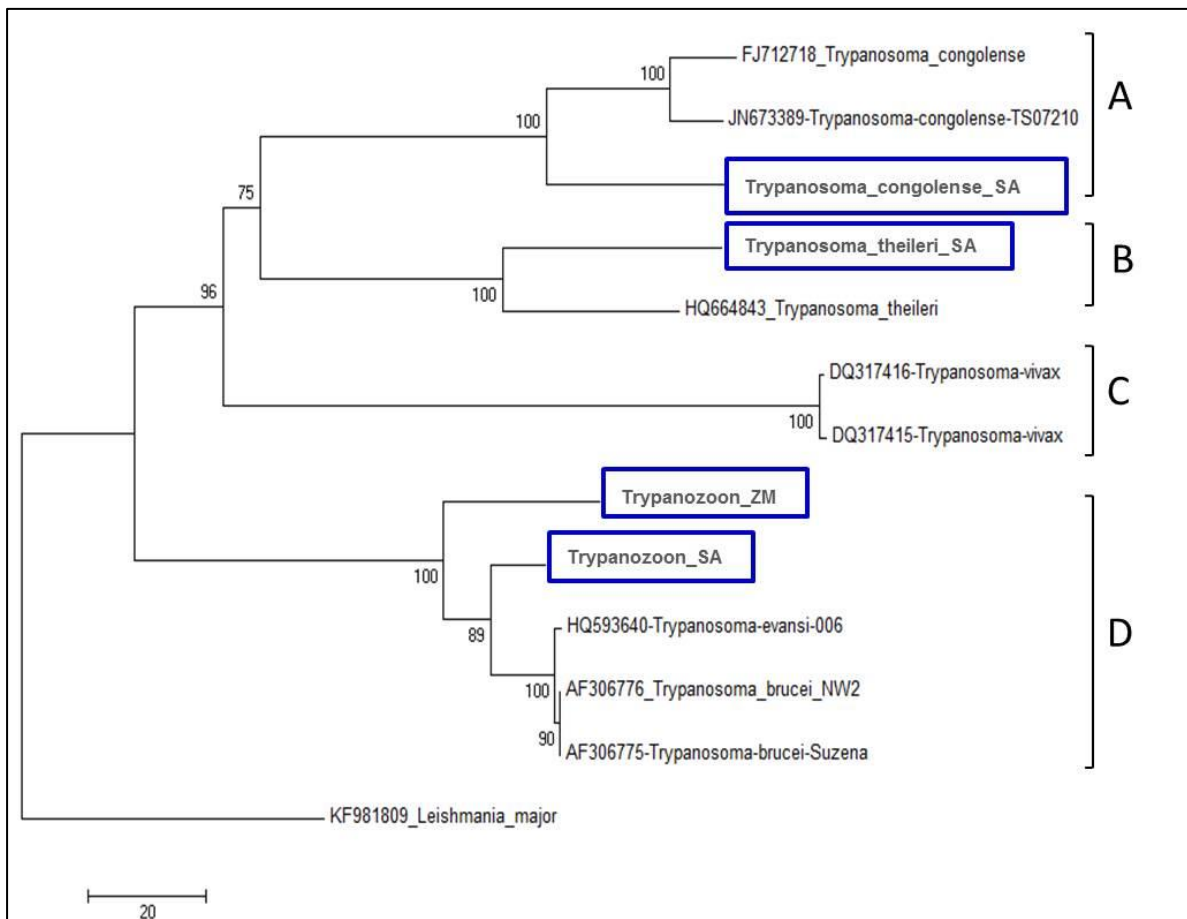 FJ712718_Trypanosoma_congolense
100
JN673389-Trypanosoma-congolense-TS07210
A
100
Trypanosoma_congolense_SA
75
Trypanosoma_theileri_SA
B
100
HQ664843_Trypanosoma_theileri
96
DQ317416-Trypanosoma-vivax
C
100
DQ317415-Trypanosoma-vivax
Trypanozoon_ZM
Trypanozoon_SA
100
HQ593640-Trypanosoma-evansi-006
89
D
AF306776_Trypanosoma_brucei_NW2
100
AF306775-Trypanosoma-brucei-Suzena
90
KF981809_Leishmania_major
20